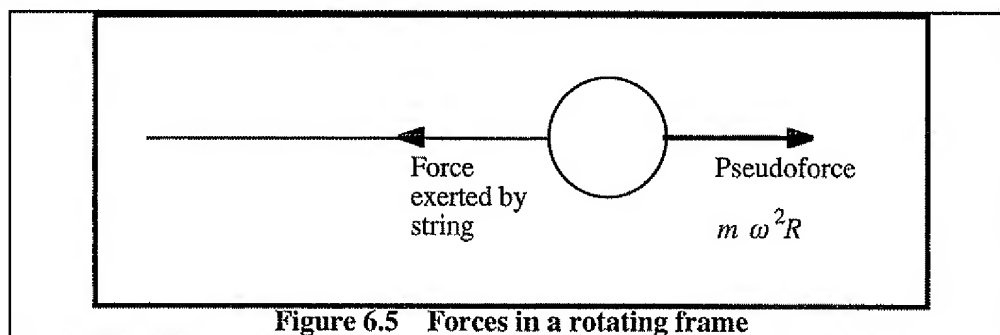 Force
exerted by
string
Pseudoforce
m ω²R
Figure 6.5 Forces in a rotating frame